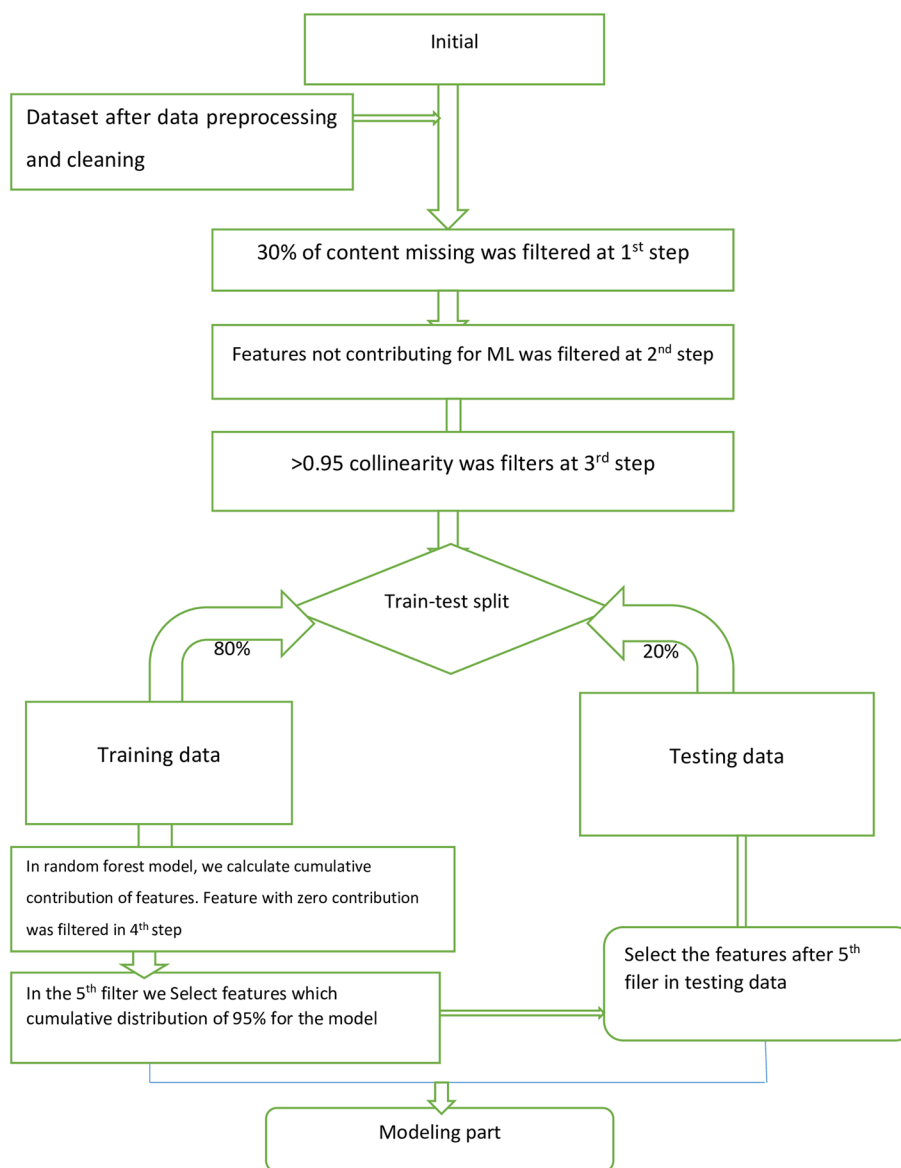 Initial
Dataset after data preprocessing
and cleaning
30% of content missing was filtered at 1st step
Features not contributing for ML was filtered at 2nd step
>0.95 collinearity was filters at 3rd step
Train-test split
80%
20%
Training data
Testing data
In random forest model, we calculate cumulative
contribution of features. Feature with zero contribution
was filtered in 4th step
In the 5th filter we Select features which
cumulative distribution of 95% for the model
Select the features after 5th
filer in testing data
Modeling part